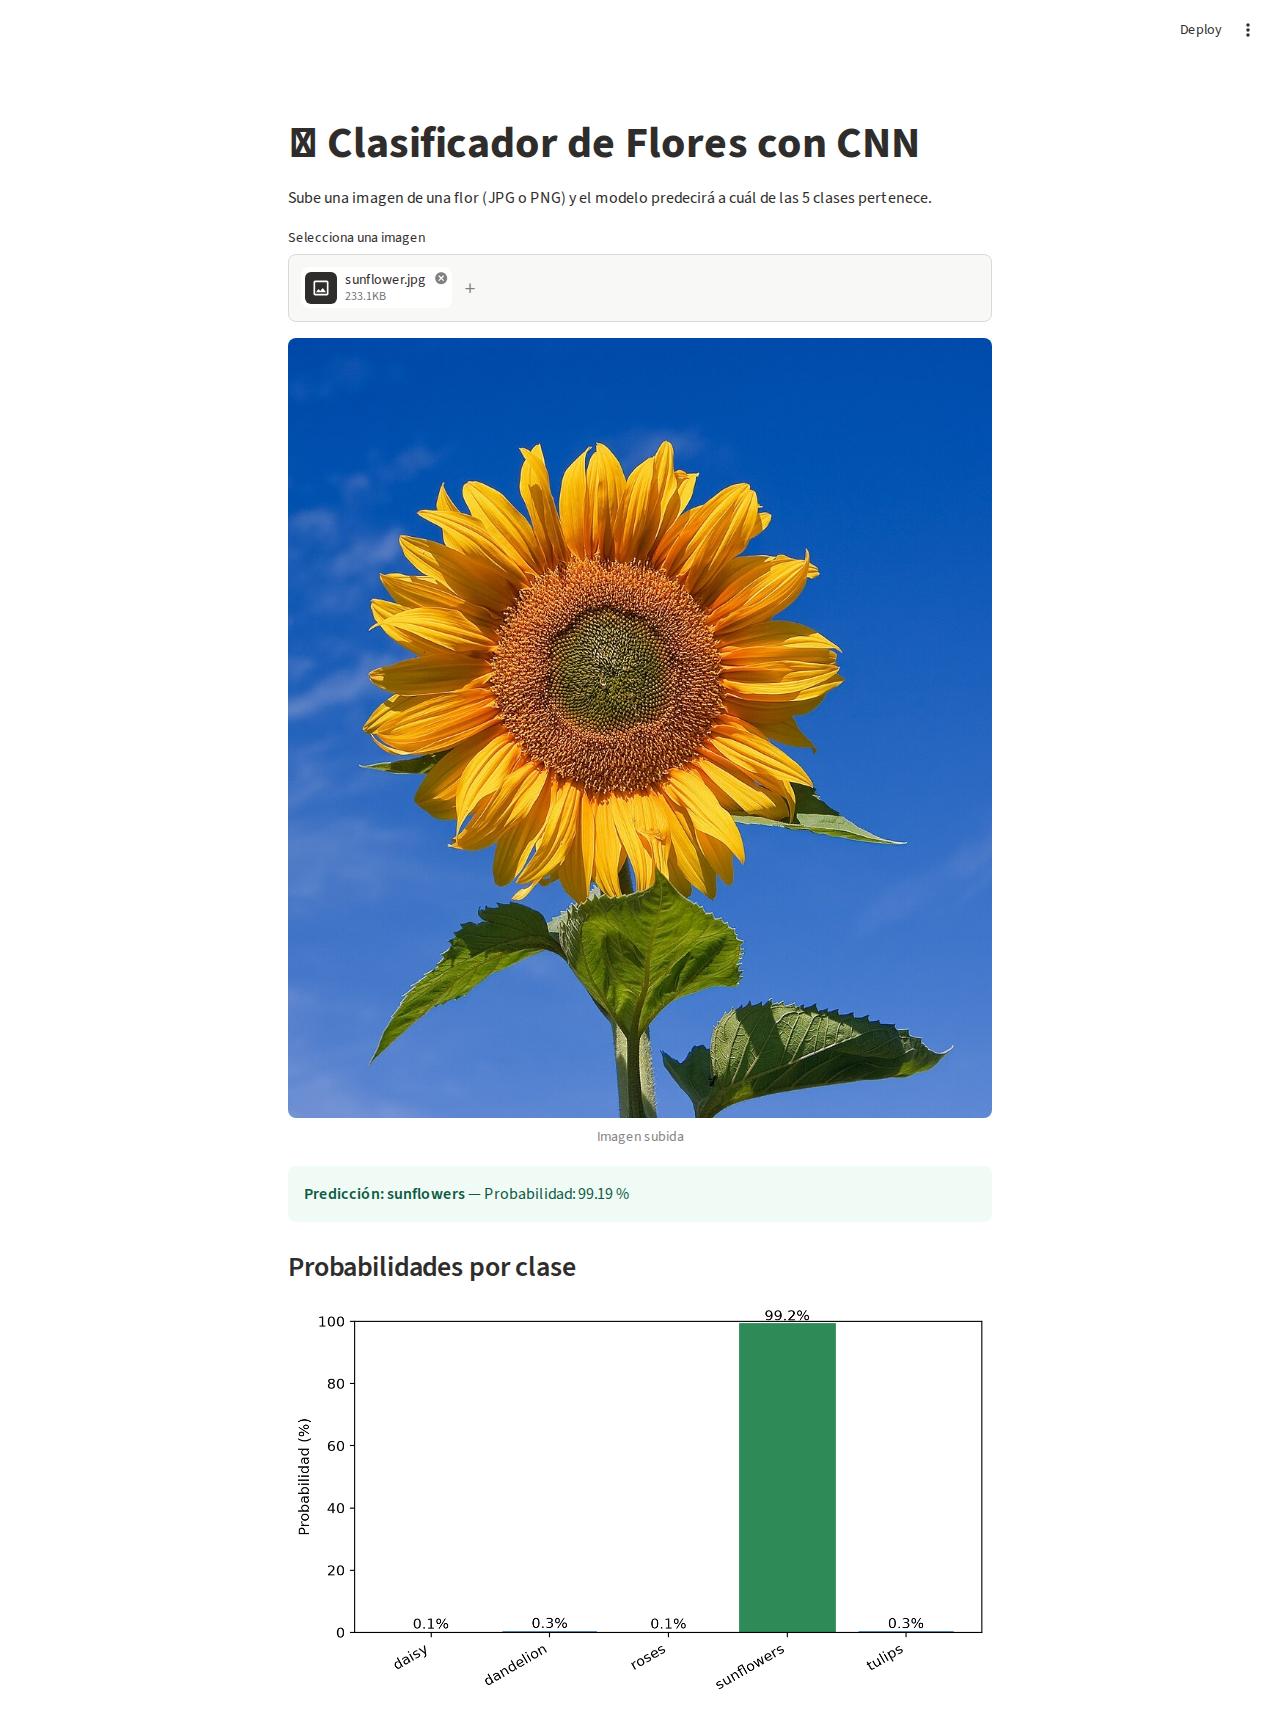 Deploy
Clasificador de Flores con CNN
Sube una imagen de una flor (JPG o PNG) y el modelo predecirá a cuál de las 5 clases pertenece.
Selecciona una imagen
sunflower.jpg
233.1KB
Imagen subida
Predicción: sunflowers — Probabilidad: 99.19 %
Probabilidades por clase
99.2%
100
80
60
40
20
0
Probabilidad (%)
0.1%
0.3%
0.1%
0.3%
daisy
dandelion
roses
sunflowers
tulips